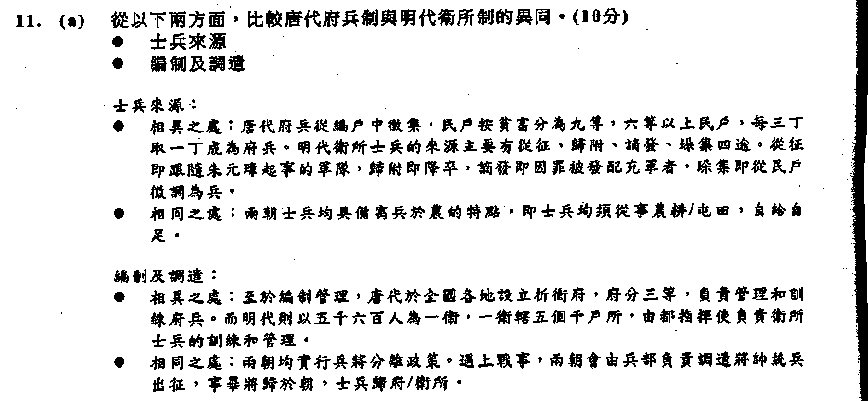 11. (a) 從以下兩方面，比較唐代府兵制與明代衛所制的異同。(10分)
● 士兵來源
● 編制及調遣
士兵來源：
● 相異之處：唐代府兵從編戶中徵集，民戶按貧富分為九等，六等以上民戶，每三丁
取一丁成為府兵。明代衛所士兵的來源主要有從征、歸附、謫發、垜集四途。從征
即跟隨朱元璋起事的軍隊，歸附即降卒，謫發即因罪被發配充軍者，垜集即從民戶
徵調為兵。
● 相同之處：兩朝士兵均具備寓兵於農的特點，即士兵均須從事農耕/屯田，自給自
足。
編制及調遣：
● 相異之處：至於編制管理，唐代於全國各地設立折衝府，府分三等，負責管理和訓
練府兵。而明代則以五千六百人為一衛，一衛轄五個千戶所，由都指揮使負責衛所
士兵的訓練和管理。
● 相同之處：兩朝均實行兵將分離政策。遇上戰事，兩朝會由兵部負責調遣將帥統兵
出征，事畢將歸於朝，士兵歸府/衛所。